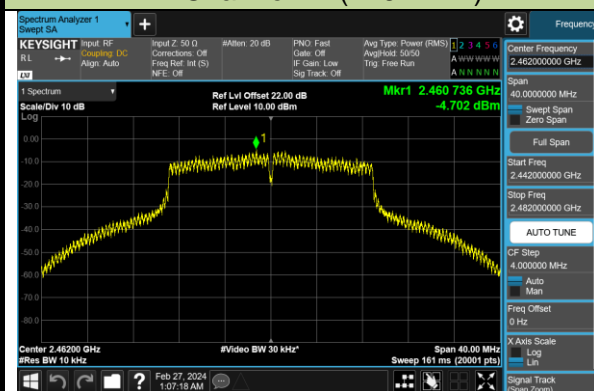 Spectrum Analyzer 1
Swept SA
+
Frequency
KEYSIGHT
RL
Input: RF
Coupling: DC
Align: Auto
Input Z: 50 Ω
Corrections: Off
Freq Ref: Int (S)
NFE: Off
#Atten: 20 dB
PNO: Fast
Gate: Off
IF Gain: Low
Sig Track: Off
Avg Type: Power (RMS)
Avg|Hold: 50/50
Trig: Free Run
1 2 3 4 5 6
A W W W W W
A N N N N N
LXI
1 Spectrum
Scale/Div 10 dB
Log
Ref Lvl Offset 22.00 dB
Ref Level 10.00 dBm
Mkr1 2.460 736 GHz
-4.702 dBm
1
0.00
-10.0
-20.0
-30.0
-40.0
-50.0
-60.0
-70.0
-80.0
Center 2.46200 GHz
#Res BW 10 kHz
#Video BW 30 kHz*
Span 40.00 MHz
Sweep 161 ms (20001 pts)
Center Frequency
2.462000000 GHz
Span
40.0000000 MHz
Swept Span
Zero Span
Full Span
Start Freq
2.442000000 GHz
Stop Freq
2.482000000 GHz
AUTO TUNE
CF Step
4.000000 MHz
Auto
Man
Freq Offset
0 Hz
X Axis Scale
Log
Lin
Signal Track
(Span Zoom)
?
Feb 27, 2024
1:07:18 AM